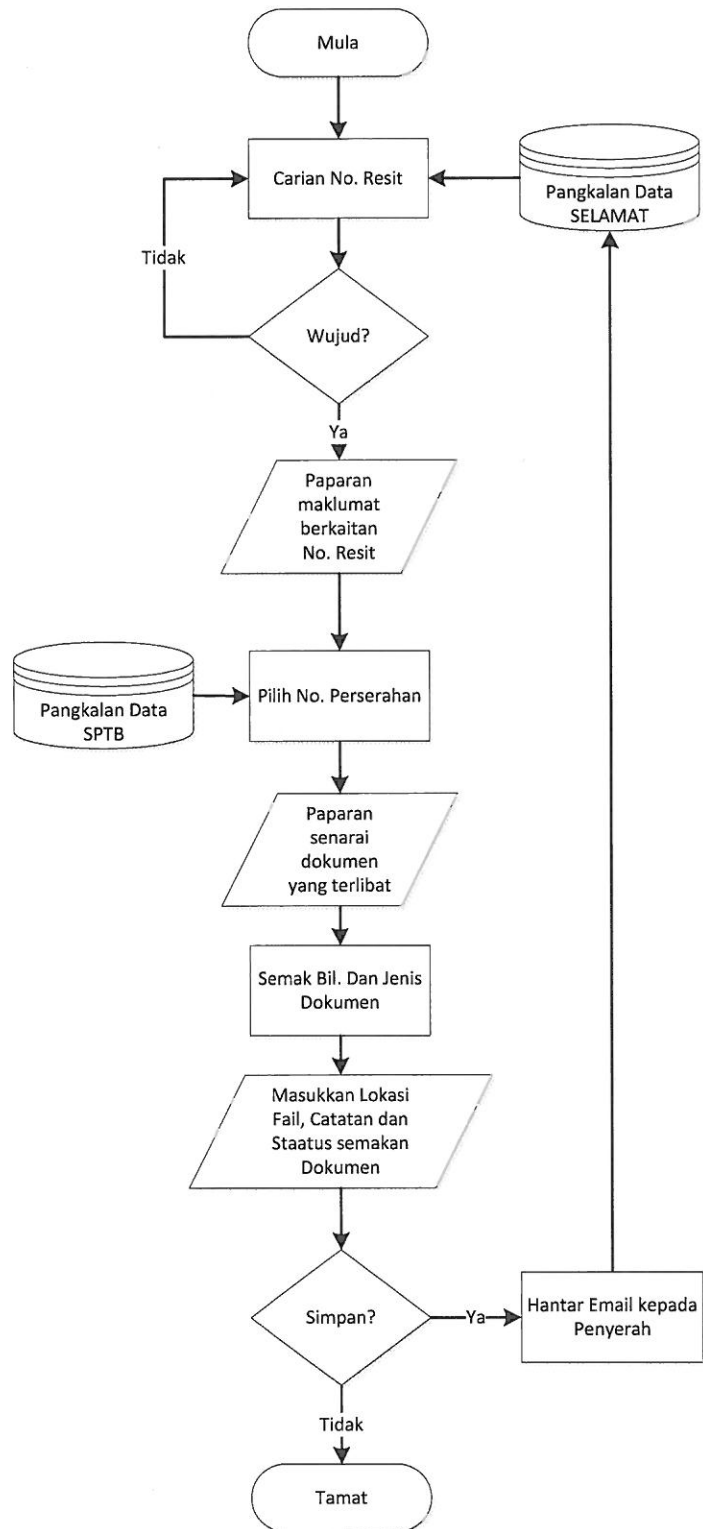 Mula
Carian No. Resit
Pangkalan Data
SELAMAT
Tidak
Wujud?
Ya
Paparan
maklumat
berkaitan
No. Resit
Pangkalan Data
SPTB
Pilih No. Perserahan
Paparan
senarai
dokumen
yang terlibat
Semak Bil. Dan Jenis
Dokumen
Masukkan Lokasi
Fail, Catatan dan
Staatus semakan
Dokumen
Simpan?
Ya
Hantar Email kepada
Penyerah
Tidak
Tamat